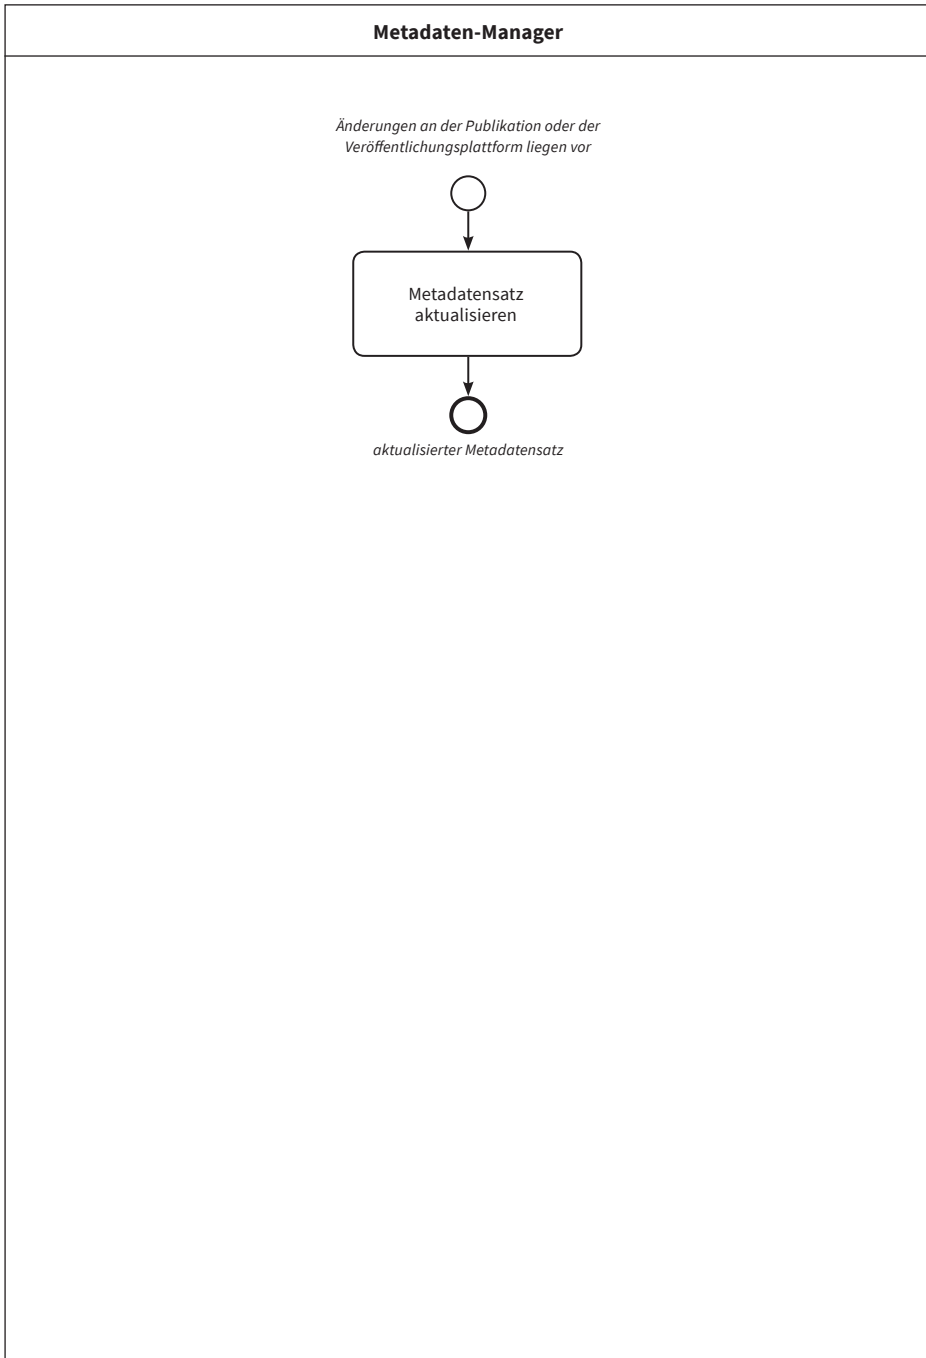 Metadaten-Manager
Änderungen an der Publikation oder der
Veröffentlichungsplattform liegen vor
Metadatensatz
aktualisieren
aktualisierter Metadatensatz